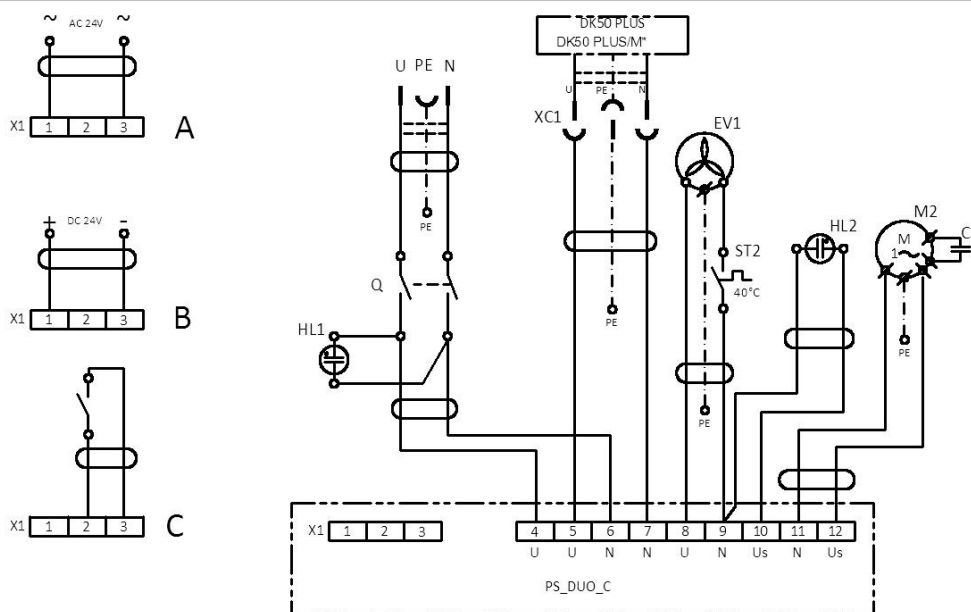 ~ AC 24V ~
X1 1 2 3 A
+ DC 24V -
X1 1 2 3 B
X1 1 2 3 C
DK50 PLUS
DK50 PLUS/M*
U PE N
U PE N
XC1
EV1
PE
Q
HL1
PE
ST2
40°C
PE
HL2
M2
M
1~
C
PE
X1 1 2 3
4 5 6 7 8 9 10 11 12
U U N N U N Us N Us
PS_DUO_C